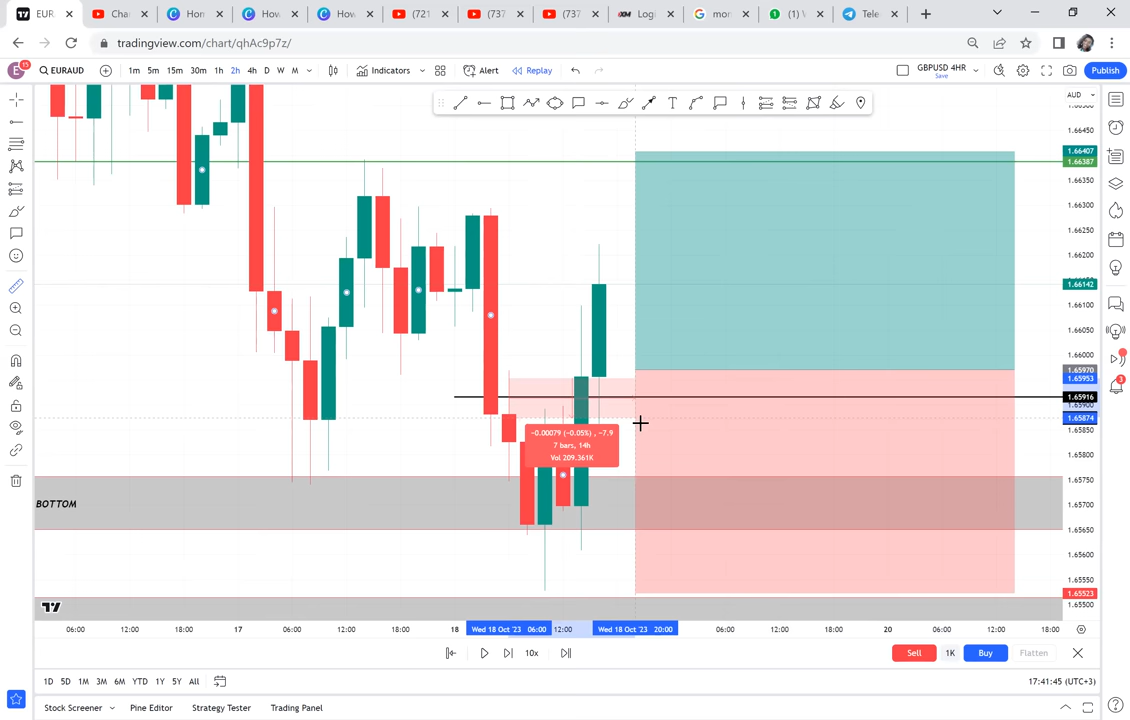 EUR
Cha
Hom
How
How
(721
(737
(737
Logi
mon
(1) W
Tele
tradingview.com/chart/qhAc9p7z/
E 15 EURAUD 1m 5m 15m 30m 1h 2h 4h D W M Indicators Alert Replay GBPUSD 4HR Save Publish
AUD
1.66450
1.66407
1.66387
1.66350
1.66300
1.66250
1.66200
1.66142
1.66100
1.66050
1.66000
1.65970
1.65953
1.65916
1.65900
1.65874
1.65850
1.65800
1.65750
1.65700
1.65650
1.65600
1.65550
1.65523
1.65500
-0.00079 (-0.05%) , -7.9
7 bars, 14h
Vol 209.361K
BOTTOM
06:00 12:00 18:00 17 06:00 12:00 18:00 18 Wed 18 Oct '23 06:00 12:00 Wed 18 Oct '23 20:00 06:00 12:00 18:00 20 06:00 12:00 18:00
10x Sell 1K Buy Flatten
1D 5D 1M 3M 6M YTD 1Y 5Y All 17:41:45 (UTC+3)
Stock Screener Pine Editor Strategy Tester Trading Panel